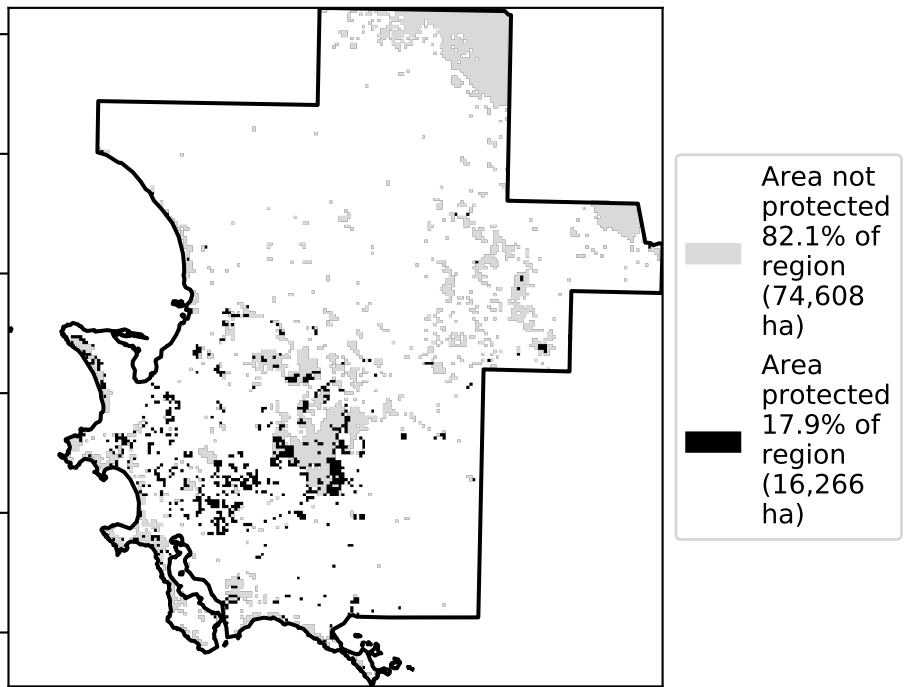 Area not
protected
82.1% of
region
(74,608
ha)
Area
protected
17.9% of
region
(16,266
ha)